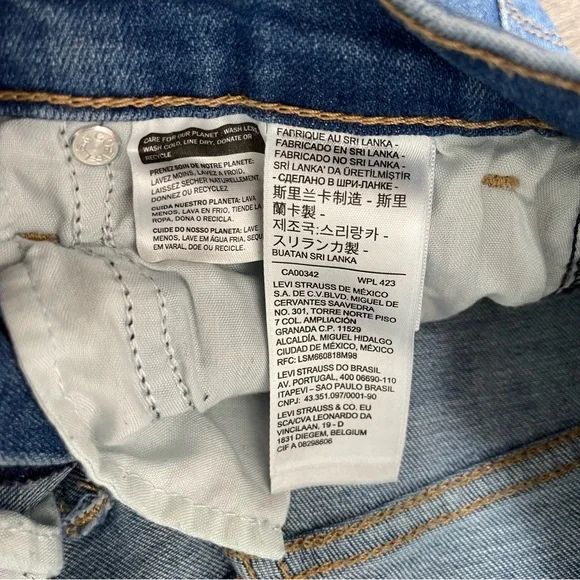 CARE FOR OUR PLANET: WASH LESS,
WASH COLD, LINE DRY, DONATE OR
RECYCLE
PRENEZ SOIN DE NOTRE PLANETE:
LAVEZ MOINS, LAVEZ A FROID,
LAISSEZ SECHER NATURELLEMENT,
DONNEZ OU RECYCLEZ
CUIDA NUESTRO PLANETA: LAVA
MENOS, LAVA EN FRIO, TIENDE LA
ROPA, DONA O RECICLA.
CUIDE DO NOSSO PLANETA: LAVE
MENOS, LAVE EM ÁGUA FRIA, SEQUE
EM VARAL, DOE OU RECICLE.
FABRIQUÉ AU SRI LANKA -
FABRICADO EN SRI LANKA -
FABRICADO NO SRI LANKA -
SRI LANKA' DA ÜRETİLMİŞTİR
- СДЕЛАНО В ШРИ-ЛАНКЕ -
斯里兰卡制造 - 斯里
蘭卡製 -
제조국:스리랑카 -
スリランカ製 -
BUATAN SRI LANKA
CA00342 WPL 423
LEVI STRAUSS DE MÉXICO
S.A. DE C.V.BLVD. MIGUEL DE
CERVANTES SAAVEDRA
NO. 301, TORRE NORTE PISO
7 COL. AMPLIACIÓN
GRANADA C.P. 11529
ALCALDÍA. MIGUEL HIDALGO
CIUDAD DE MÉXICO, MÉXICO
RFC: LSM660818M98
LEVI STRAUSS DO BRASIL
AV. PORTUGAL, 400 06690-110
ITAPEVI – SAO PAULO BRASIL
CNPJ: 43.351.097/0001-90
LEVI STRAUSS & CO. EU
SCA/CVA LEONARDO DA
VINCILAAN, 19 - D
1831 DIEGEM, BELGIUM
CIF A 08298606